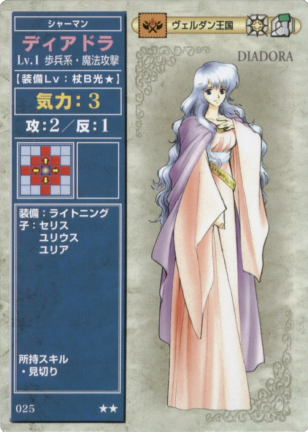 シャーマン
ディアドラ
Lv.1 歩兵系・魔法攻撃
【装備Lv：杖B光★】
気力：3
攻：2／反：1
装備：ライトニング
子：セリス
ユリウス
ユリア
所持スキル
・見切り
025 ★★
ヴェルダン王国
DIADORA